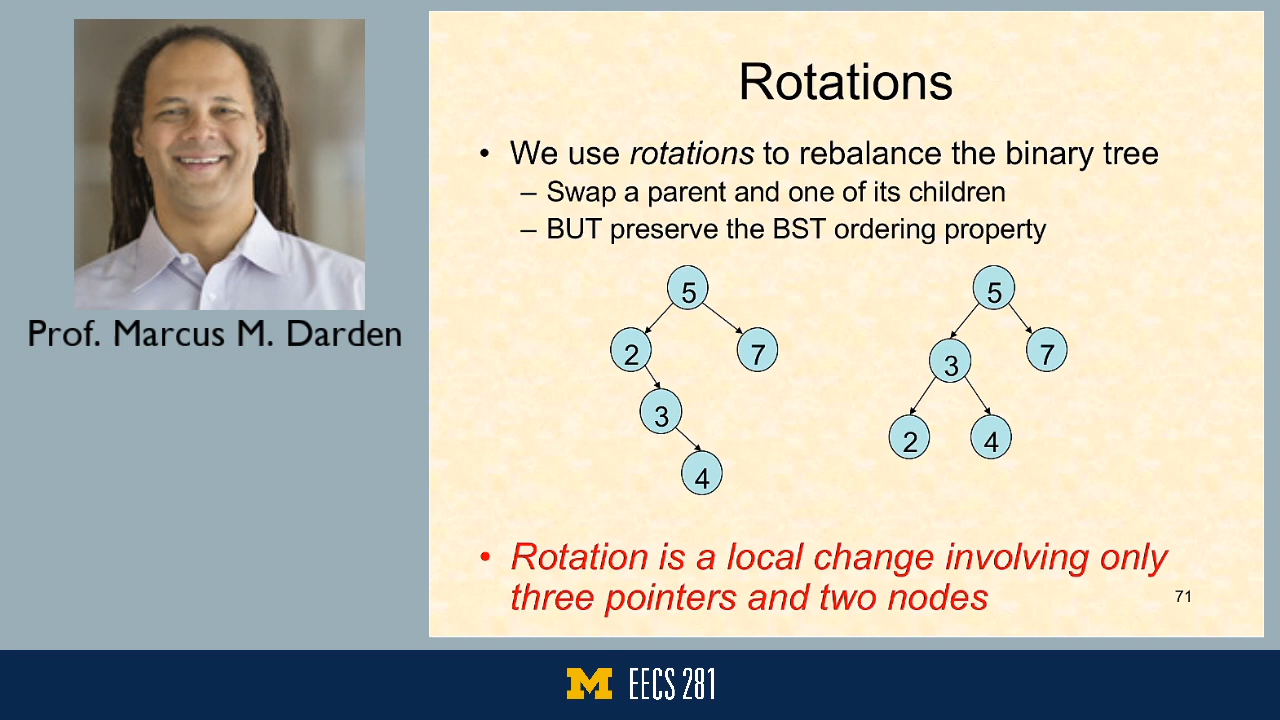 Prof. Marcus M. Darden
Rotations
• We use rotations to rebalance the binary tree
– Swap a parent and one of its children
– BUT preserve the BST ordering property
5
2 7
3
4
5
3 7
2 4
• Rotation is a local change involving only
three pointers and two nodes
71
M EECS 281